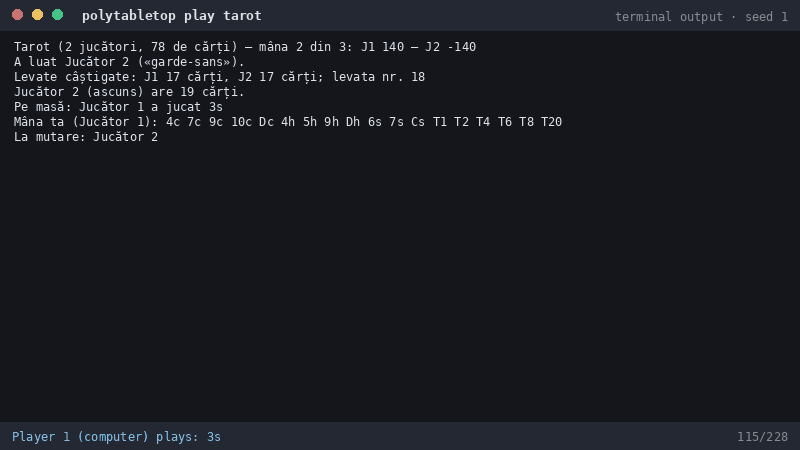 polytabletop play tarot
terminal output · seed 1
Tarot (2 jucători, 78 de cărți) — mâna 2 din 3: J1 140 — J2 -140
A luat Jucător 2 («garde-sans»).
Levate câștigate: J1 17 cărți, J2 17 cărți; levata nr. 18
Jucător 2 (ascuns) are 19 cărți.
Pe masă: Jucător 1 a jucat 3s
Mâna ta (Jucător 1): 4c 7c 9c 10c Dc 4h 5h 9h Dh 6s 7s Cs T1 T2 T4 T6 T8 T20
La mutare: Jucător 2
Player 1 (computer) plays: 3s
115/228